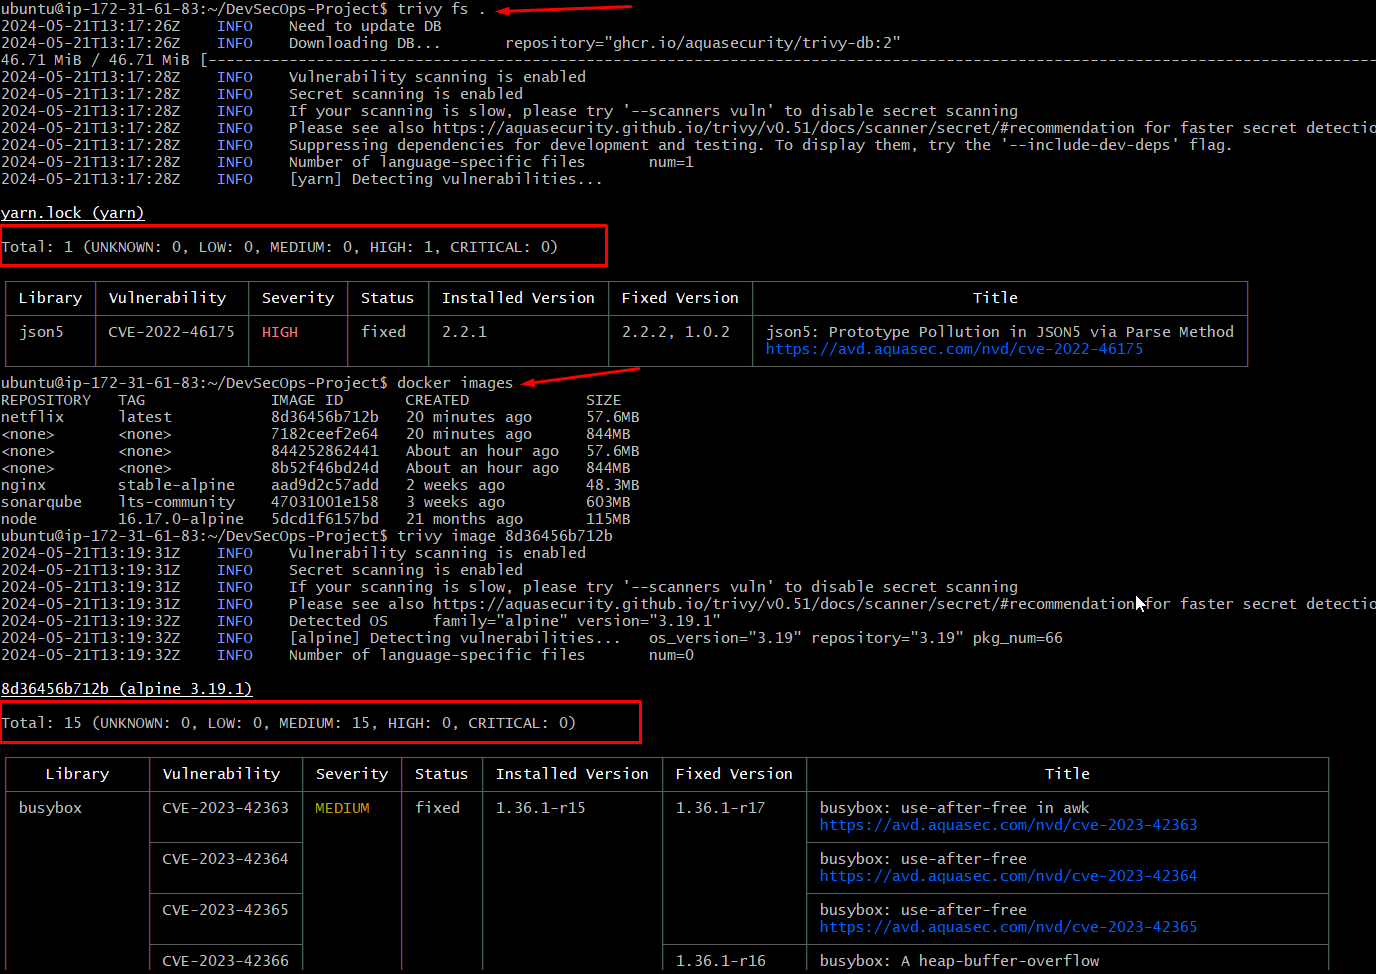 ubuntu@ip-172-31-61-83:~/DevSecOps-Project$ trivy fs .
2024-05-21T13:17:26Z INFO Need to update DB
2024-05-21T13:17:26Z INFO Downloading DB... repository="ghcr.io/aquasecurity/trivy-db:2"
46.71 MiB / 46.71 MiB [----------------------------------------------------------------
2024-05-21T13:17:28Z INFO Vulnerability scanning is enabled
2024-05-21T13:17:28Z INFO Secret scanning is enabled
2024-05-21T13:17:28Z INFO If your scanning is slow, please try '--scanners vuln' to disable secret scanning
2024-05-21T13:17:28Z INFO Please see also https://aquasecurity.github.io/trivy/v0.51/docs/scanner/secret/#recommendation for faster secret detectio
2024-05-21T13:17:28Z INFO Suppressing dependencies for development and testing. To display them, try the '--include-dev-deps' flag.
2024-05-21T13:17:28Z INFO Number of language-specific files num=1
2024-05-21T13:17:28Z INFO [yarn] Detecting vulnerabilities...
yarn.lock (yarn)
Total: 1 (UNKNOWN: 0, LOW: 0, MEDIUM: 0, HIGH: 1, CRITICAL: 0)
Library Vulnerability Severity Status Installed Version Fixed Version Title
json5 CVE-2022-46175 HIGH fixed 2.2.1 2.2.2, 1.0.2 json5: Prototype Pollution in JSON5 via Parse Method
https://avd.aquasec.com/nvd/cve-2022-46175
ubuntu@ip-172-31-61-83:~/DevSecOps-Project$ docker images
REPOSITORY TAG IMAGE ID CREATED SIZE
netflix latest 8d36456b712b 20 minutes ago 57.6MB
<none> <none> 7182ceef2e64 20 minutes ago 844MB
<none> <none> 844252862441 About an hour ago 57.6MB
<none> <none> 8b52f46bd24d About an hour ago 844MB
nginx stable-alpine aad9d2c57add 2 weeks ago 48.3MB
sonarqube lts-community 47031001e158 3 weeks ago 603MB
node 16.17.0-alpine 5dcd1f6157bd 21 months ago 115MB
ubuntu@ip-172-31-61-83:~/DevSecOps-Project$ trivy image 8d36456b712b
2024-05-21T13:19:31Z INFO Vulnerability scanning is enabled
2024-05-21T13:19:31Z INFO Secret scanning is enabled
2024-05-21T13:19:31Z INFO If your scanning is slow, please try '--scanners vuln' to disable secret scanning
2024-05-21T13:19:31Z INFO Please see also https://aquasecurity.github.io/trivy/v0.51/docs/scanner/secret/#recommendation for faster secret detectio
2024-05-21T13:19:32Z INFO Detected OS family="alpine" version="3.19.1"
2024-05-21T13:19:32Z INFO [alpine] Detecting vulnerabilities... os_version="3.19" repository="3.19" pkg_num=66
2024-05-21T13:19:32Z INFO Number of language-specific files num=0
8d36456b712b (alpine 3.19.1)
Total: 15 (UNKNOWN: 0, LOW: 0, MEDIUM: 15, HIGH: 0, CRITICAL: 0)
Library Vulnerability Severity Status Installed Version Fixed Version Title
busybox CVE-2023-42363 MEDIUM fixed 1.36.1-r15 1.36.1-r17 busybox: use-after-free in awk
https://avd.aquasec.com/nvd/cve-2023-42363
CVE-2023-42364 busybox: use-after-free
https://avd.aquasec.com/nvd/cve-2023-42364
CVE-2023-42365 busybox: use-after-free
https://avd.aquasec.com/nvd/cve-2023-42365
CVE-2023-42366 1.36.1-r16 busybox: A heap-buffer-overflow